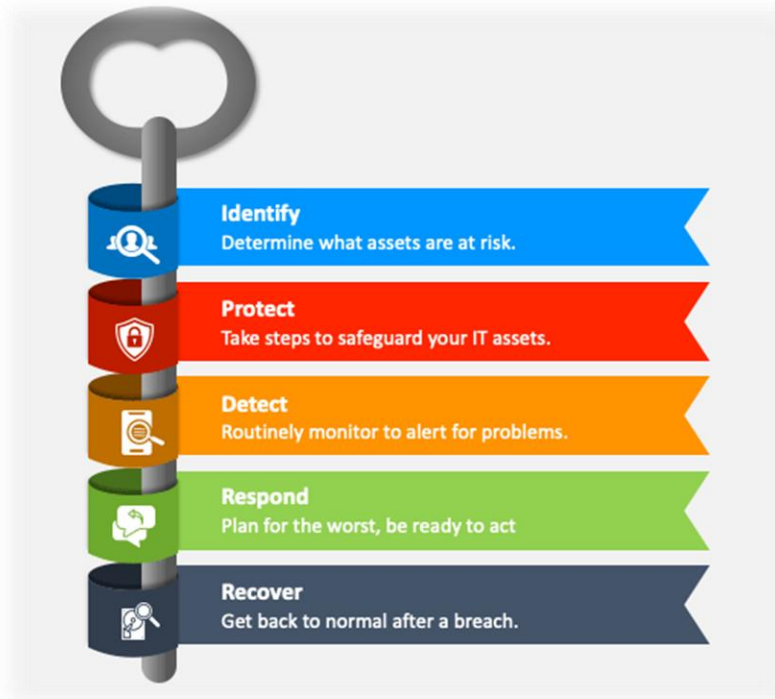 Identify
Determine what assets are at risk.
Protect
Take steps to safeguard your IT assets.
Detect
Routinely monitor to alert for problems.
Respond
Plan for the worst, be ready to act
Recover
Get back to normal after a breach.